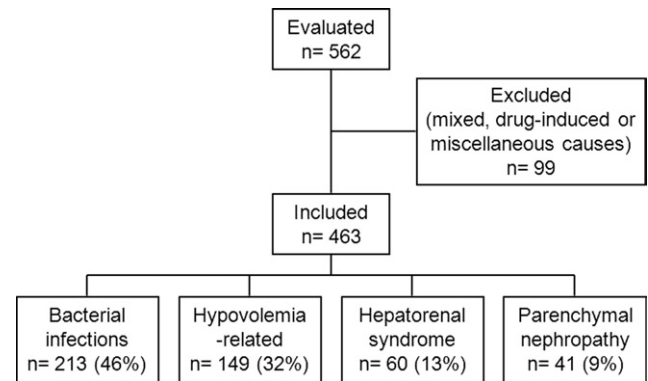 Evaluated
n= 562
Excluded
(mixed, drug-induced or
miscellaneous causes)
n= 99
Included
n= 463
Bacterial
infections
n= 213 (46%)
Hypovolemia
-related
n= 149 (32%)
Hepatorenal
syndrome
n= 60 (13%)
Parenchymal
nephropathy
n= 41 (9%)